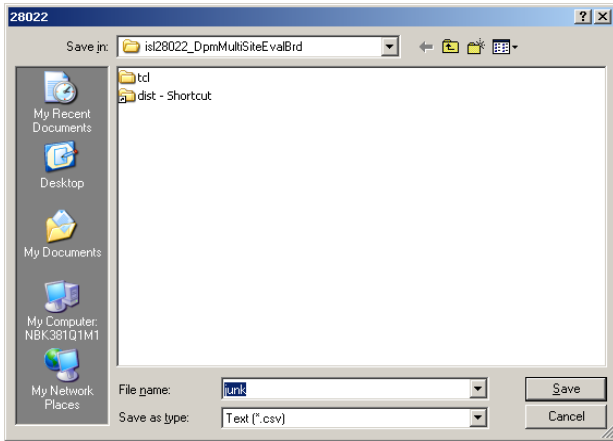 28022
Save in: isl28022_DpmMultiSiteEvalBrd
tcl
dist - Shortcut
My Recent
Documents
Desktop
My Documents
My Computer:
NBK381Q1M1
My Network
Places
File name: junk
Save as type: Text (*.csv)
Save
Cancel